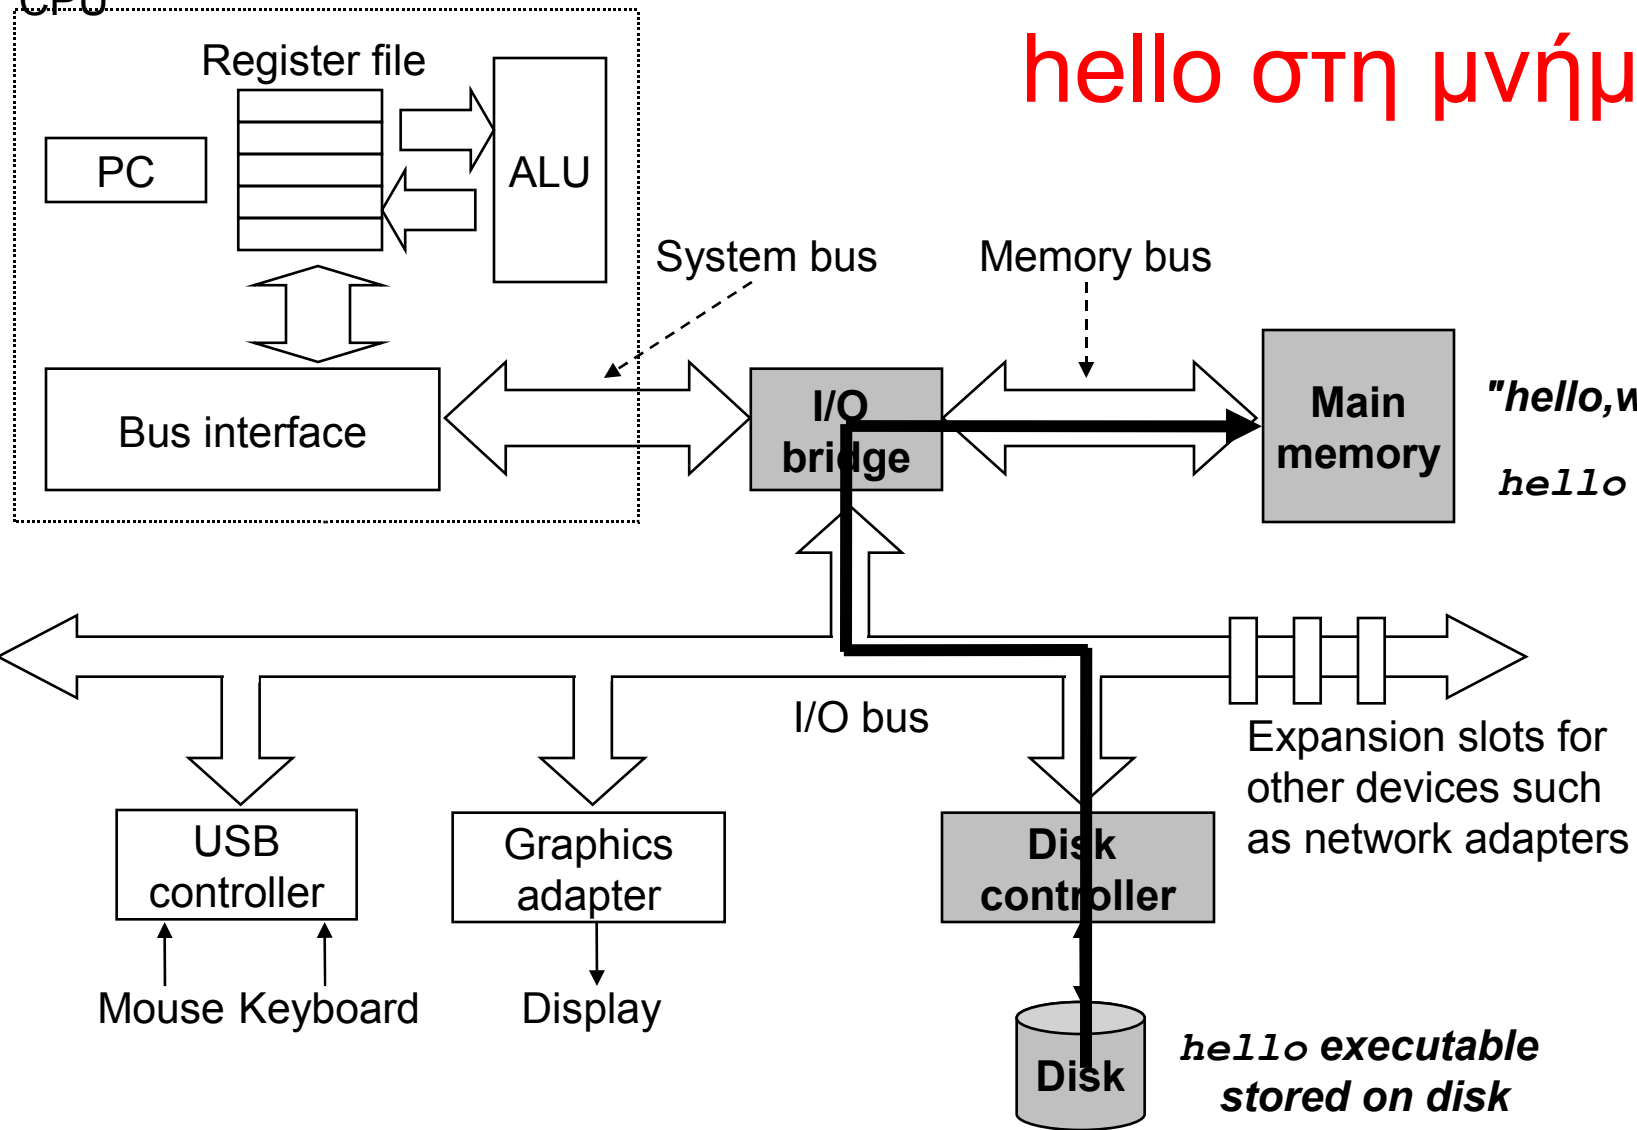 CPU
hello στη μνήμ
Register file
PC
ALU
System bus
Memory bus
Bus interface
I/O
bridge
Main
memory
"hello,w
hello
I/O bus
Expansion slots for
other devices such
as network adapters
USB
controller
Graphics
adapter
Disk
controller
Mouse
Keyboard
Display
Disk
hello executable
stored on disk